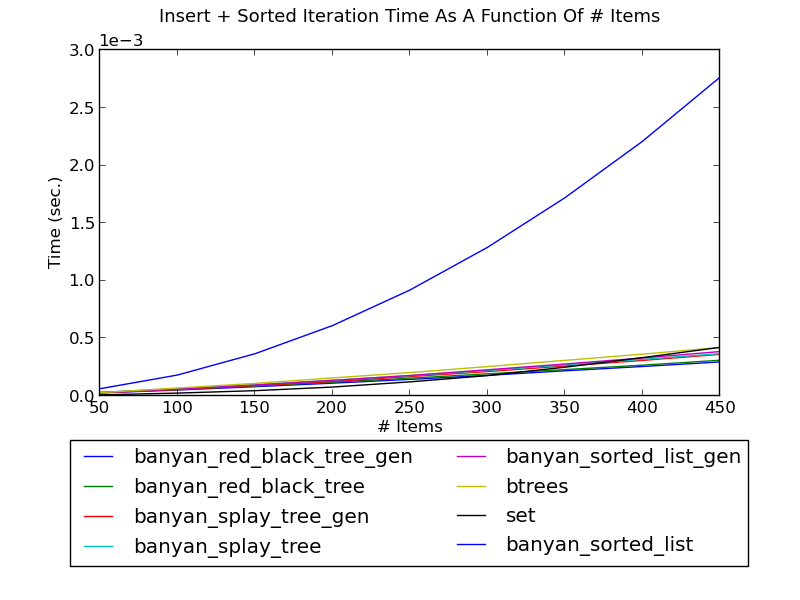 Insert + Sorted Iteration Time As A Function Of # Items
1e−3
3.0
2.5
2.0
1.5
1.0
0.5
0.0
Time (sec.)
50 100 150 200 250 300 350 400 450
# Items
banyan_red_black_tree_gen
banyan_red_black_tree
banyan_splay_tree_gen
banyan_splay_tree
banyan_sorted_list_gen
btrees
set
banyan_sorted_list